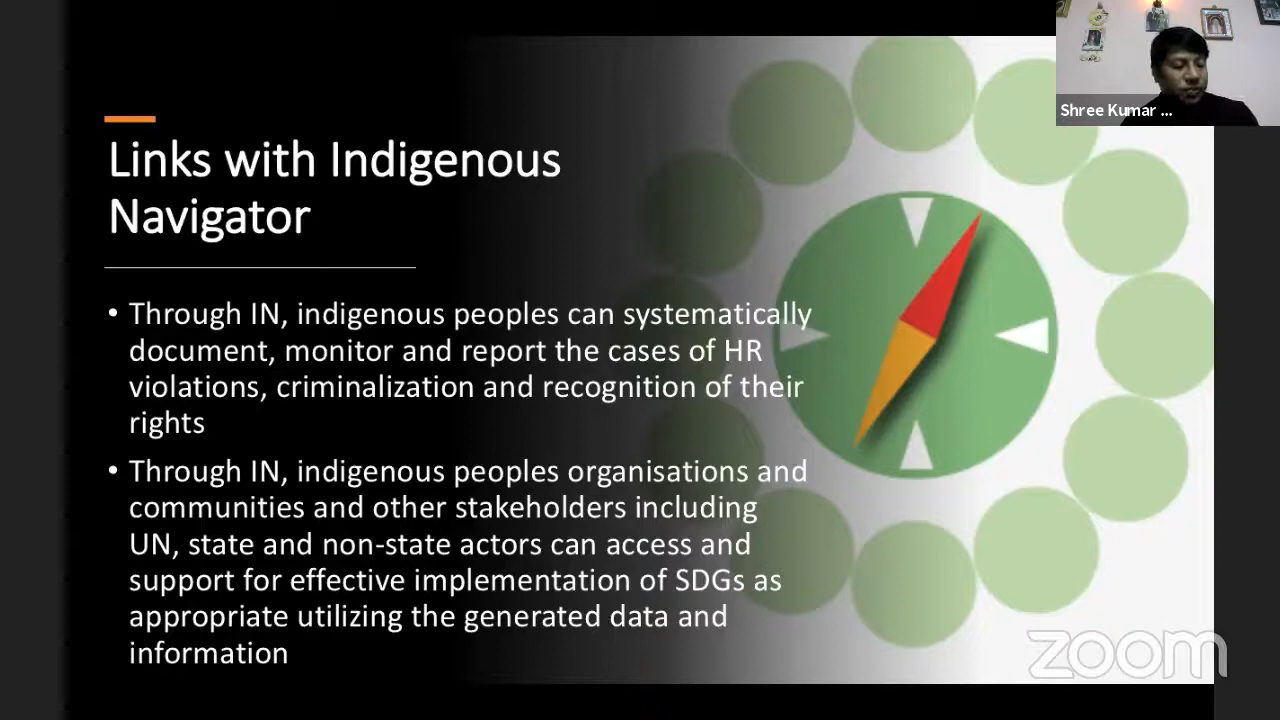 Shree Kumar ...
Links with Indigenous
Navigator
• Through IN, indigenous peoples can systematically
document, monitor and report the cases of HR
violations, criminalization and recognition of their
rights
• Through IN, indigenous peoples organisations and
communities and other stakeholders including
UN, state and non-state actors can access and
support for effective implementation of SDGs as
appropriate utilizing the generated data and
information
zoom